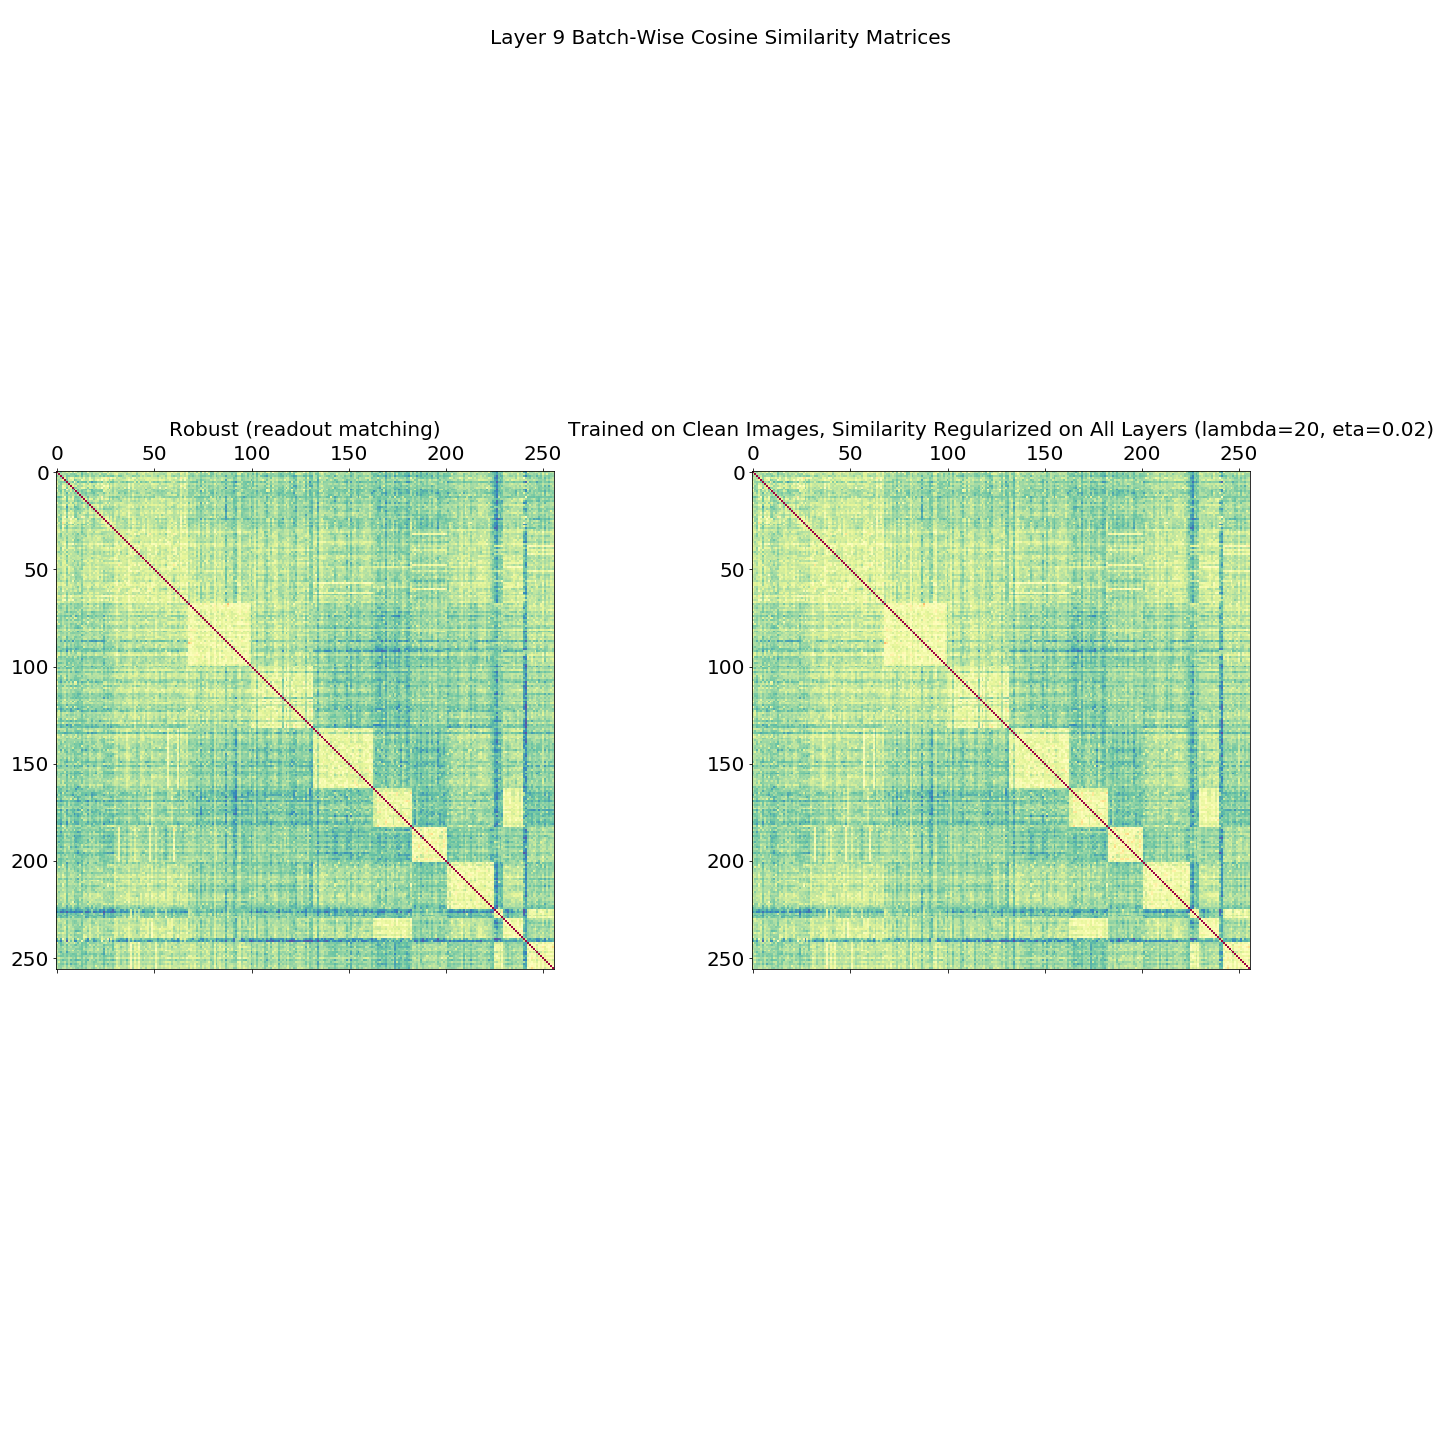 Layer 9 Batch-Wise Cosine Similarity Matrices
Robust (readout matching)
0 50 100 150 200 250
0
50
100
150
200
250
Trained on Clean Images, Similarity Regularized on All Layers (lambda=20, eta=0.02)
0 50 100 150 200 250
0
50
100
150
200
250